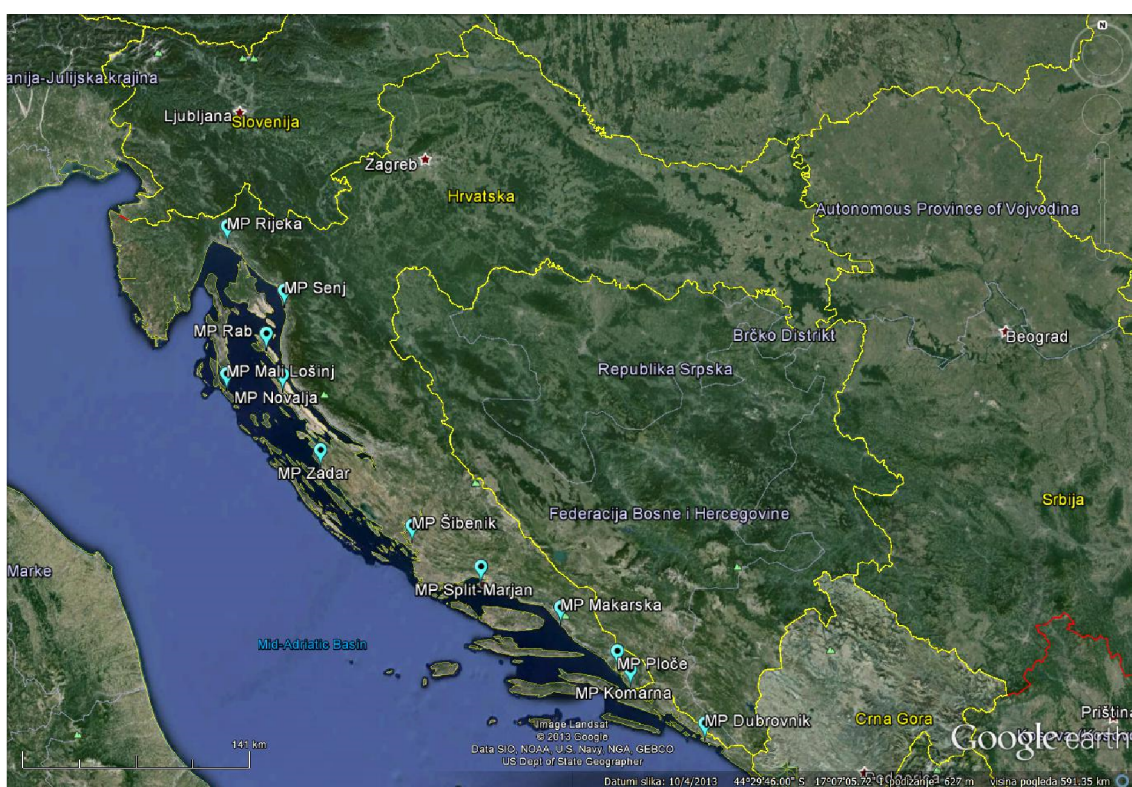 N
anija-Julijska krajina
Ljubljana
Slovenija
Zagreb
Hrvatska
Autonomous Province of Vojvodina
MP Rijeka
MP Senj
MP Rab
Brčko Distrikt
Beograd
MP Mali Lošinj
Republika Srpska
MP Novalja
MP Zadar
Srbija
Federacija Bosne i Hercegovine
MP Šibenik
Marke
MP Split-Marjan
MP Makarska
Mid-Adriatic Basin
MP Ploče
MP Komarna
Priština
MP Dubrovnik
Crna Gora
Image Landsat
© 2013 Google
Data SIO, NOAA, U.S. Navy, NGA, GEBCO
US Dept of State Geographer
Google earth
141 km
Datumi slika: 10/4/2013 44°29'46.00" S 17°07'05.72" I podizanje 627 m visina pogleda 591.35 km